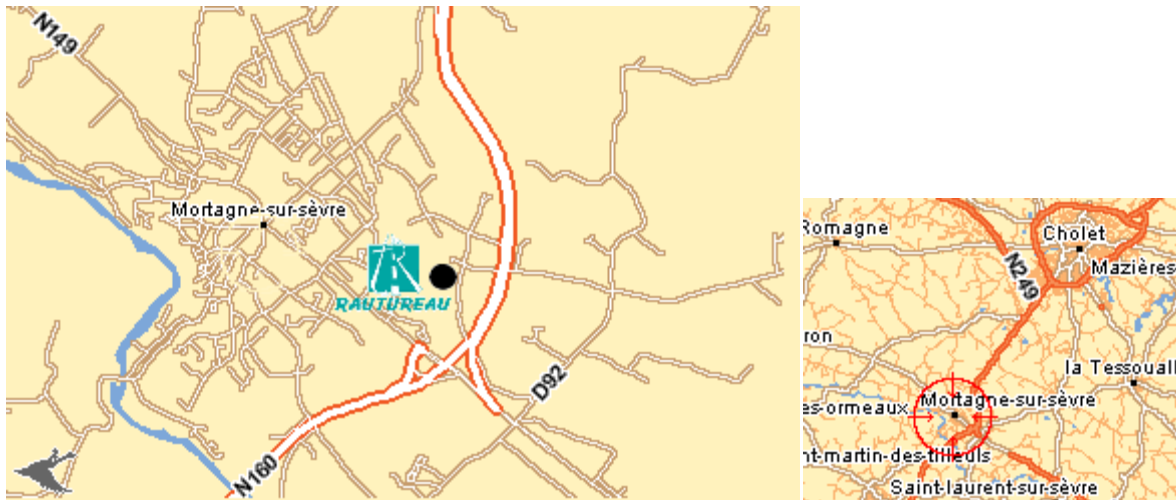 N149
Mortagne-sur-sèvre
RAUTUREAU
D92
N160
Romagne
Cholet
N249
Mazières
ron
la Tessouall
Mortagne-sur-sèvre
es-ormeaux
nt-martin-des-tilleuls
Saint-laurent-sur-sèvre